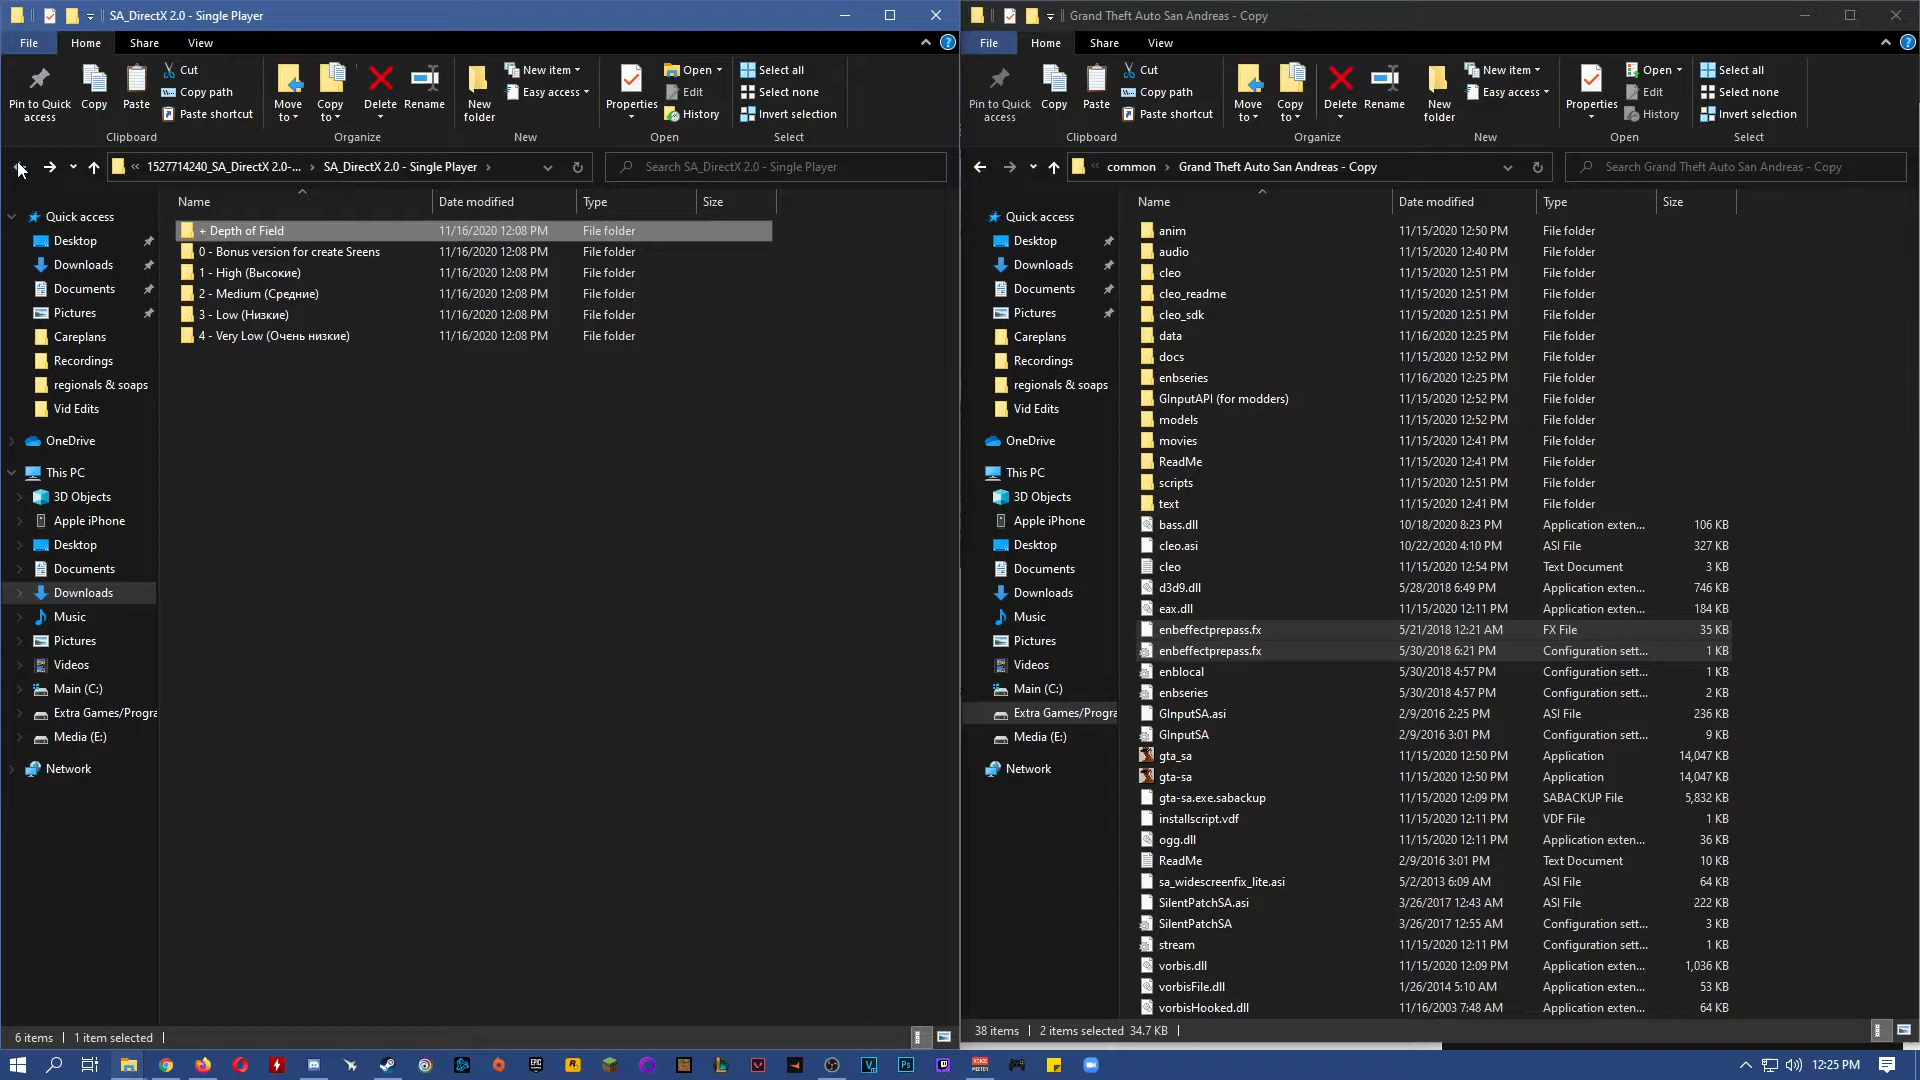 SA_DirectX 2.0 - Single Player
File Home Share View
Pin to Quick access
Copy
Paste
Cut
Copy path
Paste shortcut
Clipboard
Move to
Copy to
Delete
Rename
Organize
New folder
New item
Easy access
New
Properties
Open
Edit
History
Open
Select all
Select none
Invert selection
Select
« 1527714240_SA_DirectX 2.0-... › SA_DirectX 2.0 - Single Player ›
Search SA_DirectX 2.0 - Single Player
Quick access
Desktop
Downloads
Documents
Pictures
Careplans
Recordings
regionals & soaps
Vid Edits
OneDrive
This PC
3D Objects
Apple iPhone
Desktop
Documents
Downloads
Music
Pictures
Videos
Main (C:)
Extra Games/Progra
Media (E:)
Network
Name Date modified Type Size
+ Depth of Field 11/16/2020 12:08 PM File folder
0 - Bonus version for create Sreens 11/16/2020 12:08 PM File folder
1 - High (Высокие) 11/16/2020 12:08 PM File folder
2 - Medium (Средние) 11/16/2020 12:08 PM File folder
3 - Low (Низкие) 11/16/2020 12:08 PM File folder
4 - Very Low (Очень низкие) 11/16/2020 12:08 PM File folder
6 items 1 item selected
Grand Theft Auto San Andreas - Copy
File Home Share View
Pin to Quick access
Copy
Paste
Cut
Copy path
Paste shortcut
Clipboard
Move to
Copy to
Delete
Rename
Organize
New folder
New item
Easy access
New
Properties
Open
Edit
History
Open
Select all
Select none
Invert selection
Select
« common › Grand Theft Auto San Andreas - Copy
Search Grand Theft Auto San Andreas - Copy
Quick access
Desktop
Downloads
Documents
Pictures
Careplans
Recordings
regionals & soaps
Vid Edits
OneDrive
This PC
3D Objects
Apple iPhone
Desktop
Documents
Downloads
Music
Pictures
Videos
Main (C:)
Extra Games/Progra
Media (E:)
Network
Name Date modified Type Size
anim 11/15/2020 12:50 PM File folder
audio 11/15/2020 12:40 PM File folder
cleo 11/15/2020 12:51 PM File folder
cleo_readme 11/15/2020 12:51 PM File folder
cleo_sdk 11/15/2020 12:51 PM File folder
data 11/16/2020 12:25 PM File folder
docs 11/15/2020 12:52 PM File folder
enbseries 11/16/2020 12:25 PM File folder
GInputAPI (for modders) 11/15/2020 12:52 PM File folder
models 11/15/2020 12:52 PM File folder
movies 11/15/2020 12:41 PM File folder
ReadMe 11/15/2020 12:41 PM File folder
scripts 11/15/2020 12:51 PM File folder
text 11/15/2020 12:41 PM File folder
bass.dll 10/18/2020 8:23 PM Application exten... 106 KB
cleo.asi 10/22/2020 4:10 PM ASI File 327 KB
cleo 11/15/2020 12:54 PM Text Document 3 KB
d3d9.dll 5/28/2018 6:49 PM Application exten... 746 KB
eax.dll 11/15/2020 12:11 PM Application exten... 184 KB
enbeffectprepass.fx 5/21/2018 12:21 AM FX File 35 KB
enbeffectprepass.fx 5/30/2018 6:21 PM Configuration sett... 1 KB
enblocal 5/30/2018 4:57 PM Configuration sett... 1 KB
enbseries 5/30/2018 4:57 PM Configuration sett... 2 KB
GInputSA.asi 2/9/2016 2:25 PM ASI File 236 KB
GInputSA 2/9/2016 3:01 PM Configuration sett... 9 KB
gta_sa 11/15/2020 12:50 PM Application 14,047 KB
gta-sa 11/15/2020 12:50 PM Application 14,047 KB
gta-sa.exe.sabackup 11/15/2020 12:09 PM SABACKUP File 5,832 KB
installscript.vdf 11/15/2020 12:11 PM VDF File 1 KB
ogg.dll 11/15/2020 12:11 PM Application exten... 36 KB
ReadMe 2/9/2016 3:01 PM Text Document 10 KB
sa_widescreenfix_lite.asi 5/2/2013 6:09 AM ASI File 64 KB
SilentPatchSA.asi 3/26/2017 12:43 AM ASI File 222 KB
SilentPatchSA 3/26/2017 12:55 AM Configuration sett... 3 KB
stream 11/15/2020 12:11 PM Configuration sett... 1 KB
vorbis.dll 11/15/2020 12:09 PM Application exten... 1,036 KB
vorbisFile.dll 1/26/2014 5:10 AM Application exten... 53 KB
vorbisHooked.dll 11/16/2003 7:48 AM Application exten... 64 KB
38 items 2 items selected 34.7 KB
12:25 PM